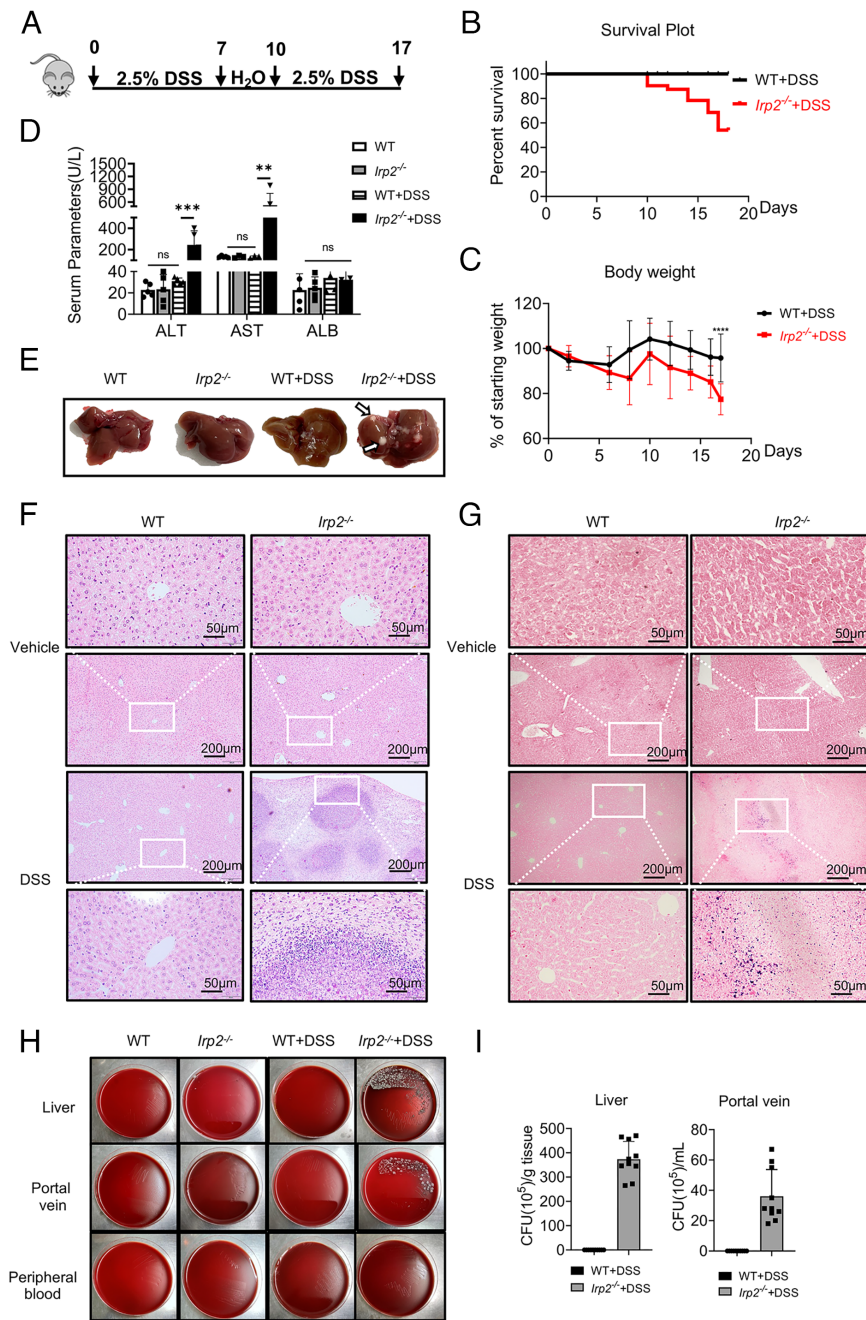 A
0 7 10 17
2.5% DSS H₂O 2.5% DSS
B
Survival Plot
Percent survival
100
80
60
40
20
0
0 5 10 15 20 Days
WT+DSS
Irp2-/-+DSS
D
Serum Parameters(U/L)
1500
1200
900
600
400
200
40
20
0
*** ** ns ns ns
ALT AST ALB
WT
Irp2-/-
WT+DSS
Irp2-/-+DSS
C
Body weight
% of starting weight
120
100
80
60
40
0 5 10 15 20
Days
****
WT+DSS
Irp2-/-+DSS
E
WT Irp2-/- WT+DSS Irp2-/-+DSS
F
WT Irp2-/-
Vehicle
50μm 50μm
200μm 200μm
DSS
200μm 200μm
50μm 50μm
G
WT Irp2-/-
Vehicle
50μm 50μm
200μm 200μm
DSS
200μm 200μm
50μm 50μm
H
WT Irp2-/- WT+DSS Irp2-/-+DSS
Liver
Portal
vein
Peripheral
blood
I
Liver
CFU(10⁵)/g tissue
500
400
300
200
100
0
WT+DSS
Irp2-/-+DSS
Portal vein
CFU(10⁵)/mL
80
60
40
20
0
WT+DSS
Irp2-/-+DSS